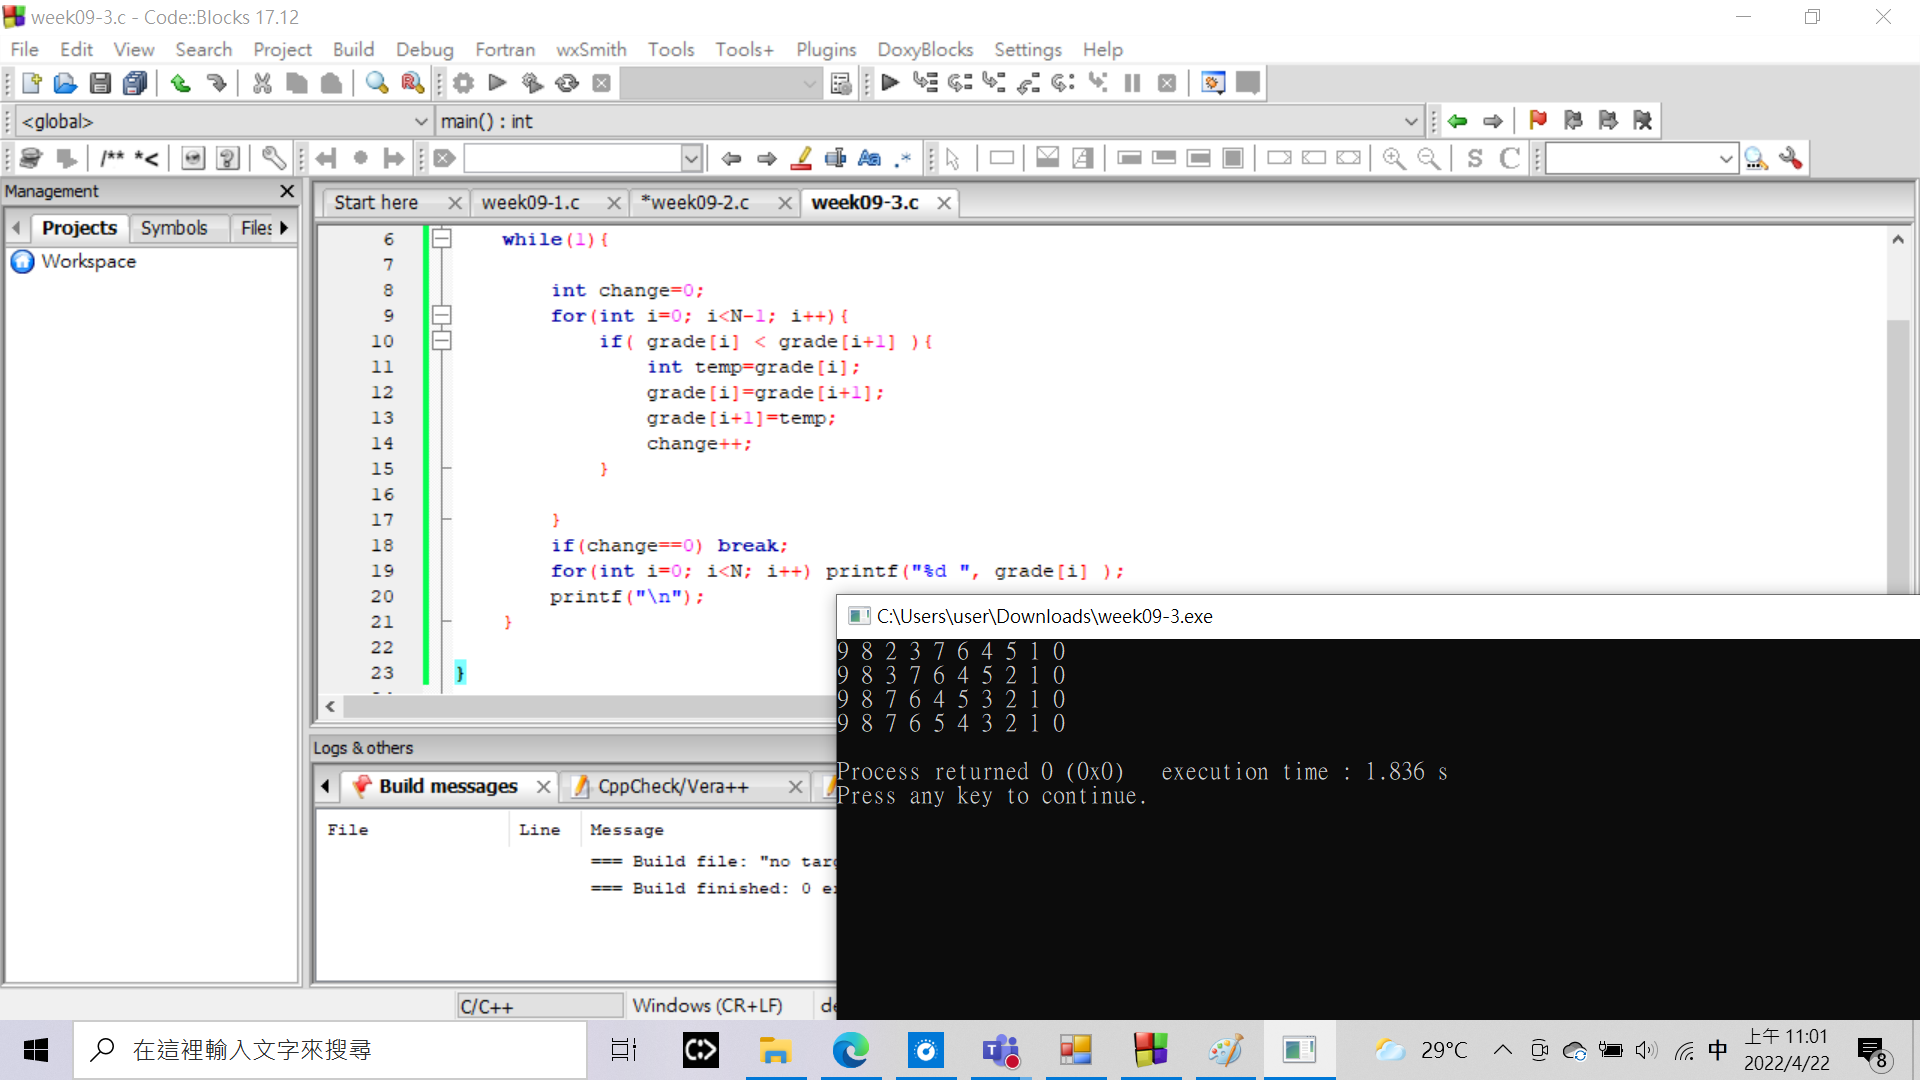 week09-3.c - Code::Blocks 17.12
File Edit View Search Project Build Debug Fortran wxSmith Tools Tools+ Plugins DoxyBlocks Settings Help
<global> main() : int
/** *<
Aa .* S C
Management
Start here week09-1.c *week09-2.c week09-3.c
Projects Symbols Files
Workspace
6 while(1){
7
8 int change=0;
9 for(int i=0; i<N-1; i++){
10 if( grade[i] < grade[i+1] ){
11 int temp=grade[i];
12 grade[i]=grade[i+1];
13 grade[i+1]=temp;
14 change++;
15 }
16
17 }
18 if(change==0) break;
19 for(int i=0; i<N; i++) printf("%d ", grade[i] );
20 printf("\n");
21 }
22
23 }
C:\Users\user\Downloads\week09-3.exe
9 8 2 3 7 6 4 5 1 0
9 8 3 7 6 4 5 2 1 0
9 8 7 6 4 5 3 2 1 0
9 8 7 6 5 4 3 2 1 0
Process returned 0 (0x0) execution time : 1.836 s
Press any key to continue.
Logs & others
Build messages CppCheck/Vera++
File Line Message
=== Build file: "no tar
=== Build finished: 0 e
C/C++ Windows (CR+LF) de
在這裡輸入文字來搜尋
29°C 中 上午 11:01
2022/4/22
8